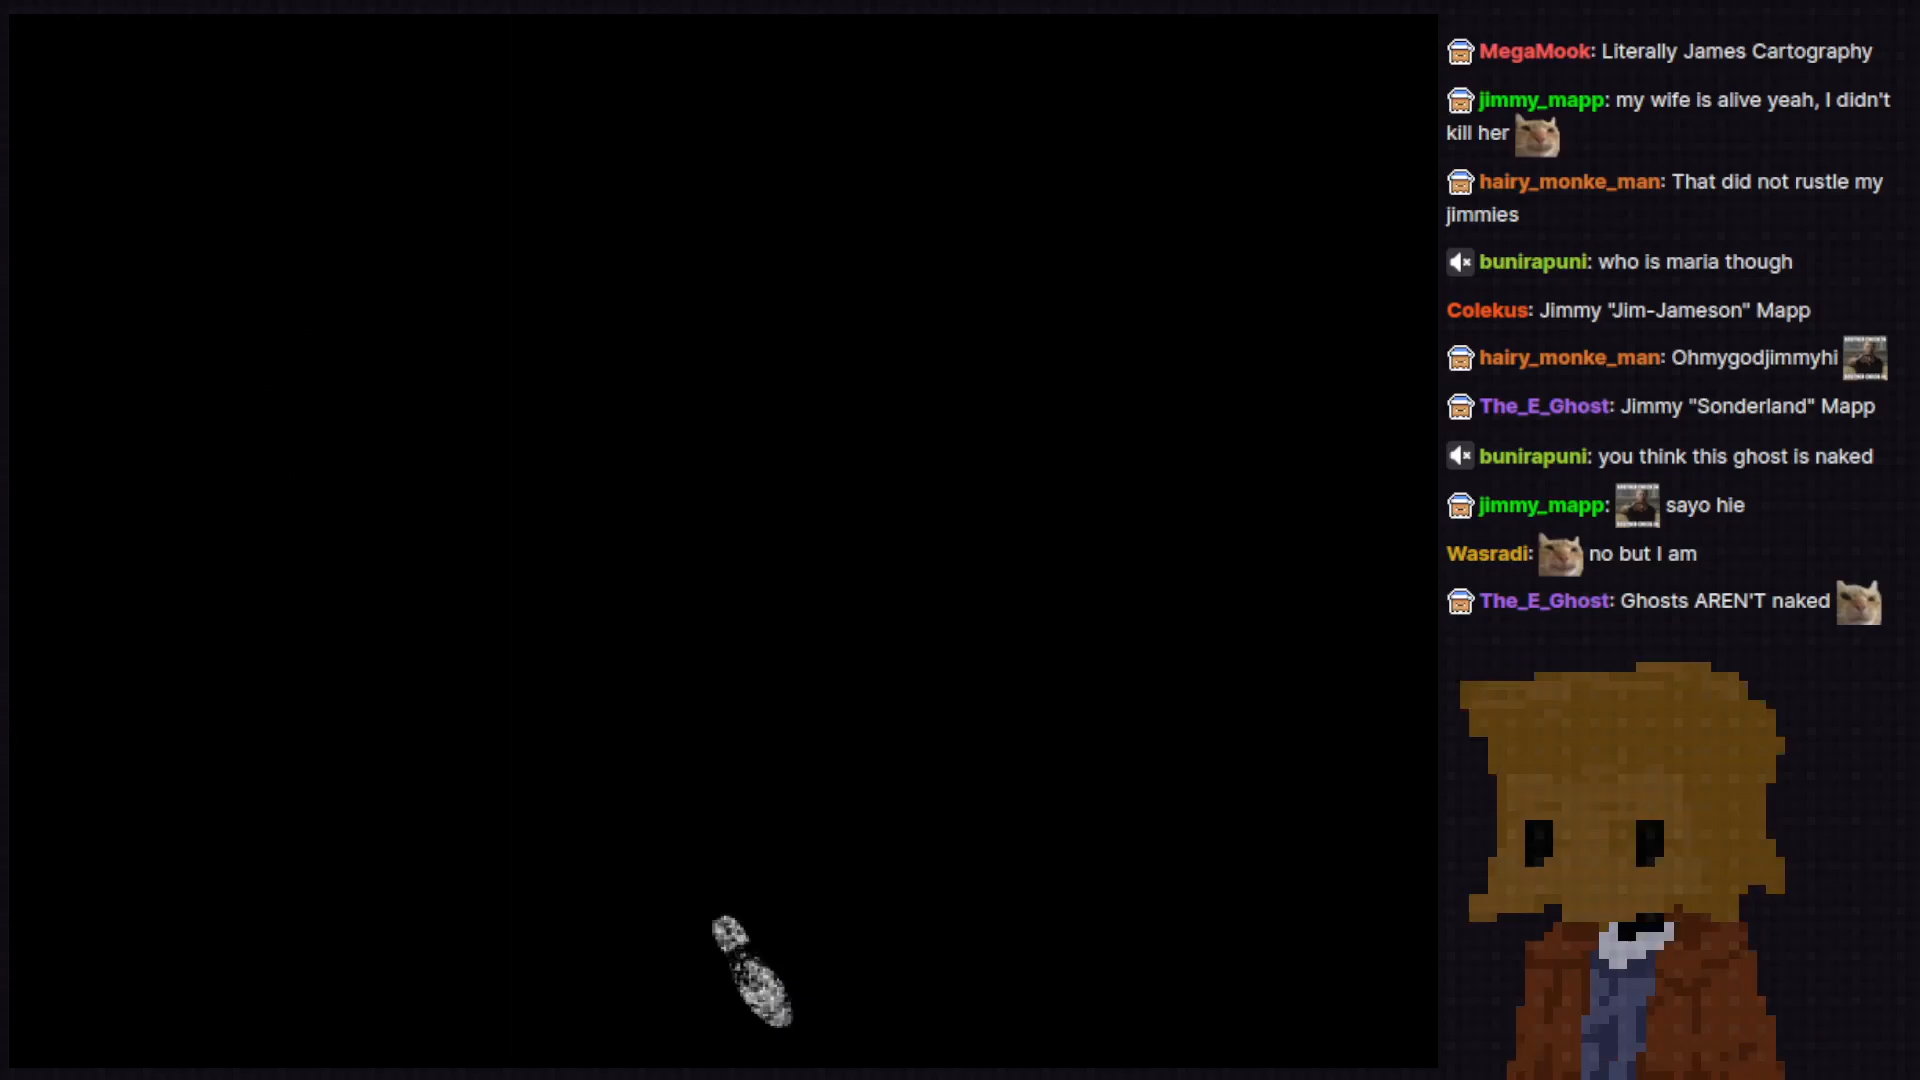 MegaMook: Literally James Cartography
jimmy_mapp: my wife is alive yeah, I didn't
kill her
hairy_monke_man: That did not rustle my
jimmies
bunirapuni: who is maria though
Colekus: Jimmy "Jim-Jameson" Mapp
hairy_monke_man: Ohmygodjimmyhi
The_E_Ghost: Jimmy "Sonderland" Mapp
bunirapuni: you think this ghost is naked
jimmy_mapp: sayo hie
Wasradi: no but I am
The_E_Ghost: Ghosts AREN'T naked